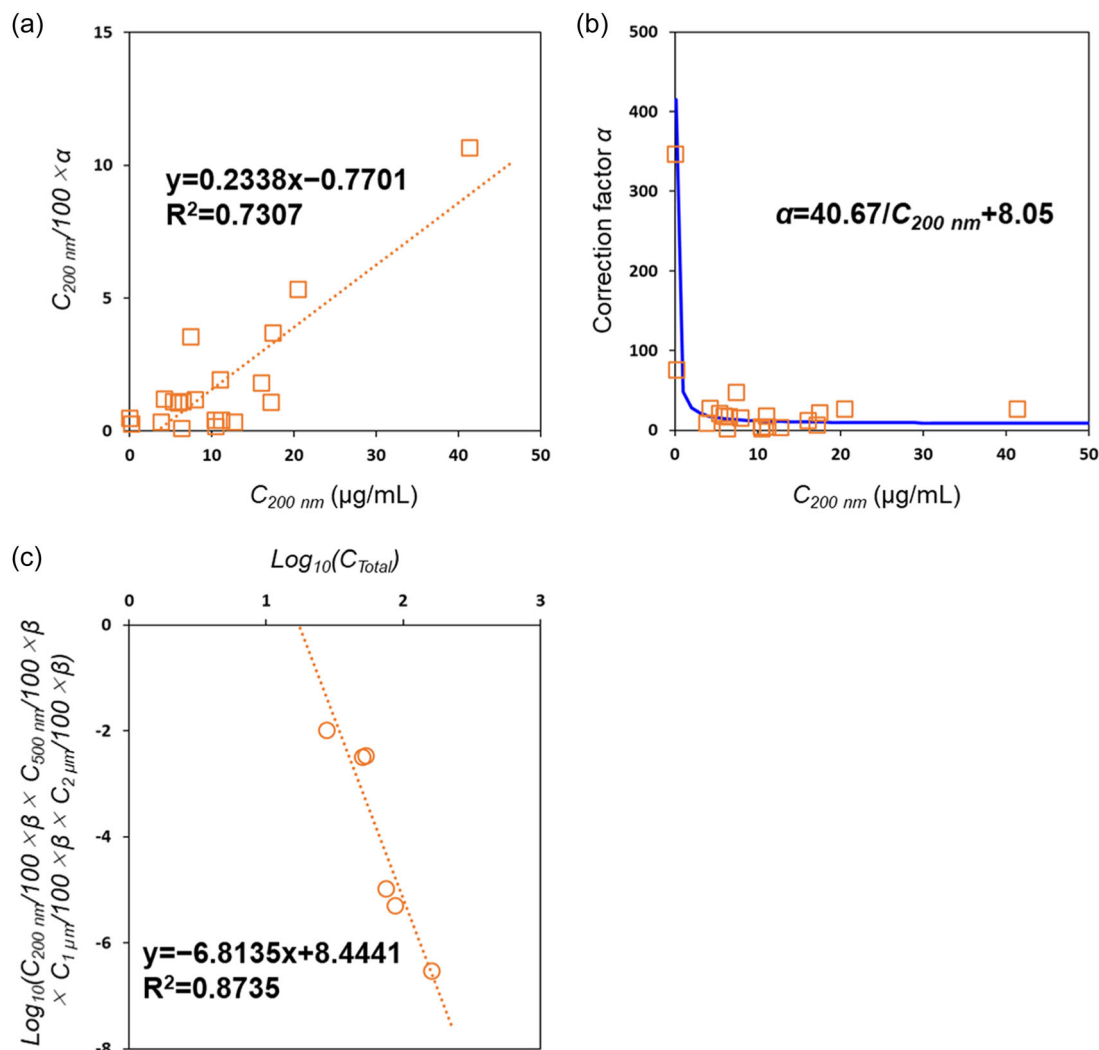 (a)
15
10
5
0
0 10 20 30 40 50
C200 nm/100 ×α
y=0.2338x−0.7701
R²=0.7307
C200 nm (μg/mL)
(b)
500
400
300
200
100
0
0 10 20 30 40 50
Correction factor α
α=40.67/C200 nm+8.05
C200 nm (μg/mL)
(c)
Log10(CTotal)
0 1 2 3
0
-2
-4
-6
-8
Log10(C200 nm/100 ×β × C500 nm/100 ×β
× C1 μm/100 ×β × C2 μm/100 ×β)
y=−6.8135x+8.4441
R²=0.8735